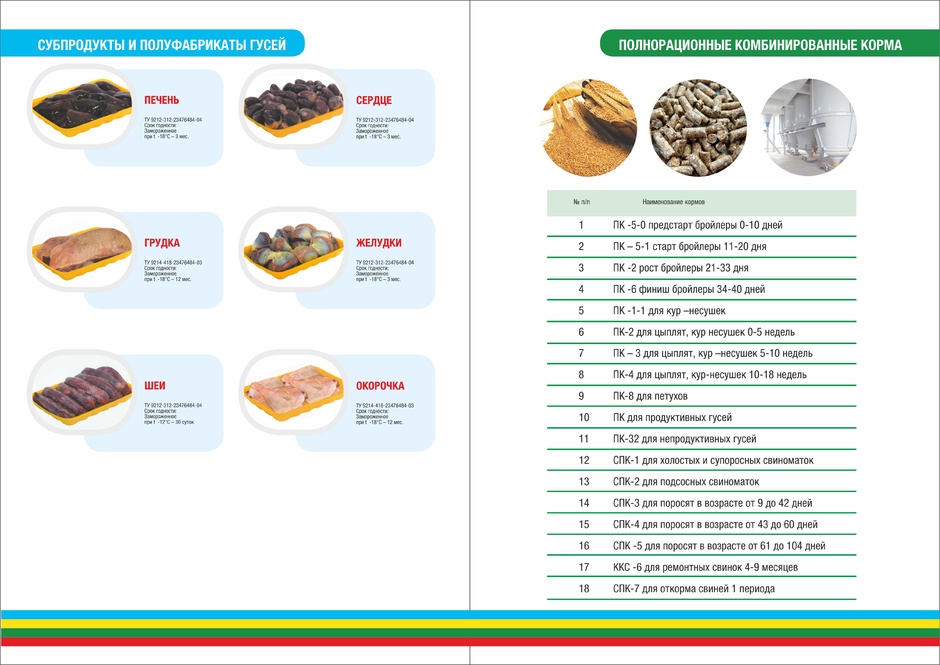 СУБПРОДУКТЫ И ПОЛУФАБРИКАТЫ ГУСЕЙ
ПЕЧЕНЬ
ТУ 9212-312-23476484-04
Срок годности:
Замороженное
при t -18°С – 3 мес.
СЕРДЦЕ
ТУ 9212-312-23476484-04
Срок годности:
Замороженное
при t -18°С – 3 мес.
ГРУДКА
ТУ 9214-418-23476484-03
Срок годности:
Замороженное
при t -18°С – 12 мес.
ЖЕЛУДКИ
ТУ 9212-312-23476484-04
Срок годности:
Замороженное
при t -18°С – 3 мес.
ШЕИ
ТУ 9212-312-23476484-04
Срок годности:
Замороженное
при t -12°С – 30 суток
ОКОРОЧКА
ТУ 9214-418-23476484-03
Срок годности:
Замороженное
при t -18°С – 12 мес.
ПОЛНОРАЦИОННЫЕ КОМБИНИРОВАННЫЕ КОРМА
№ п/п Наименование кормов
1 ПК -5-0 предстарт бройлеры 0-10 дней
2 ПК – 5-1 старт бройлеры 11-20 дня
3 ПК -2 рост бройлеры 21-33 дня
4 ПК -6 финиш бройлеры 34-40 дней
5 ПК -1-1 для кур –несушек
6 ПК-2 для цыплят, кур несушек 0-5 недель
7 ПК – 3 для цыплят, кур –несушек 5-10 недель
8 ПК-4 для цыплят, кур-несушек 10-18 недель
9 ПК-8 для петухов
10 ПК для продуктивных гусей
11 ПК-32 для непродуктивных гусей
12 СПК-1 для холостых и супоросных свиноматок
13 СПК-2 для подсосных свиноматок
14 СПК-3 для поросят в возрасте от 9 до 42 дней
15 СПК-4 для поросят в возрасте от 43 до 60 дней
16 СПК -5 для поросят в возрасте от 61 до 104 дней
17 ККС -6 для ремонтных свинок 4-9 месяцев
18 СПК-7 для откорма свиней 1 периода